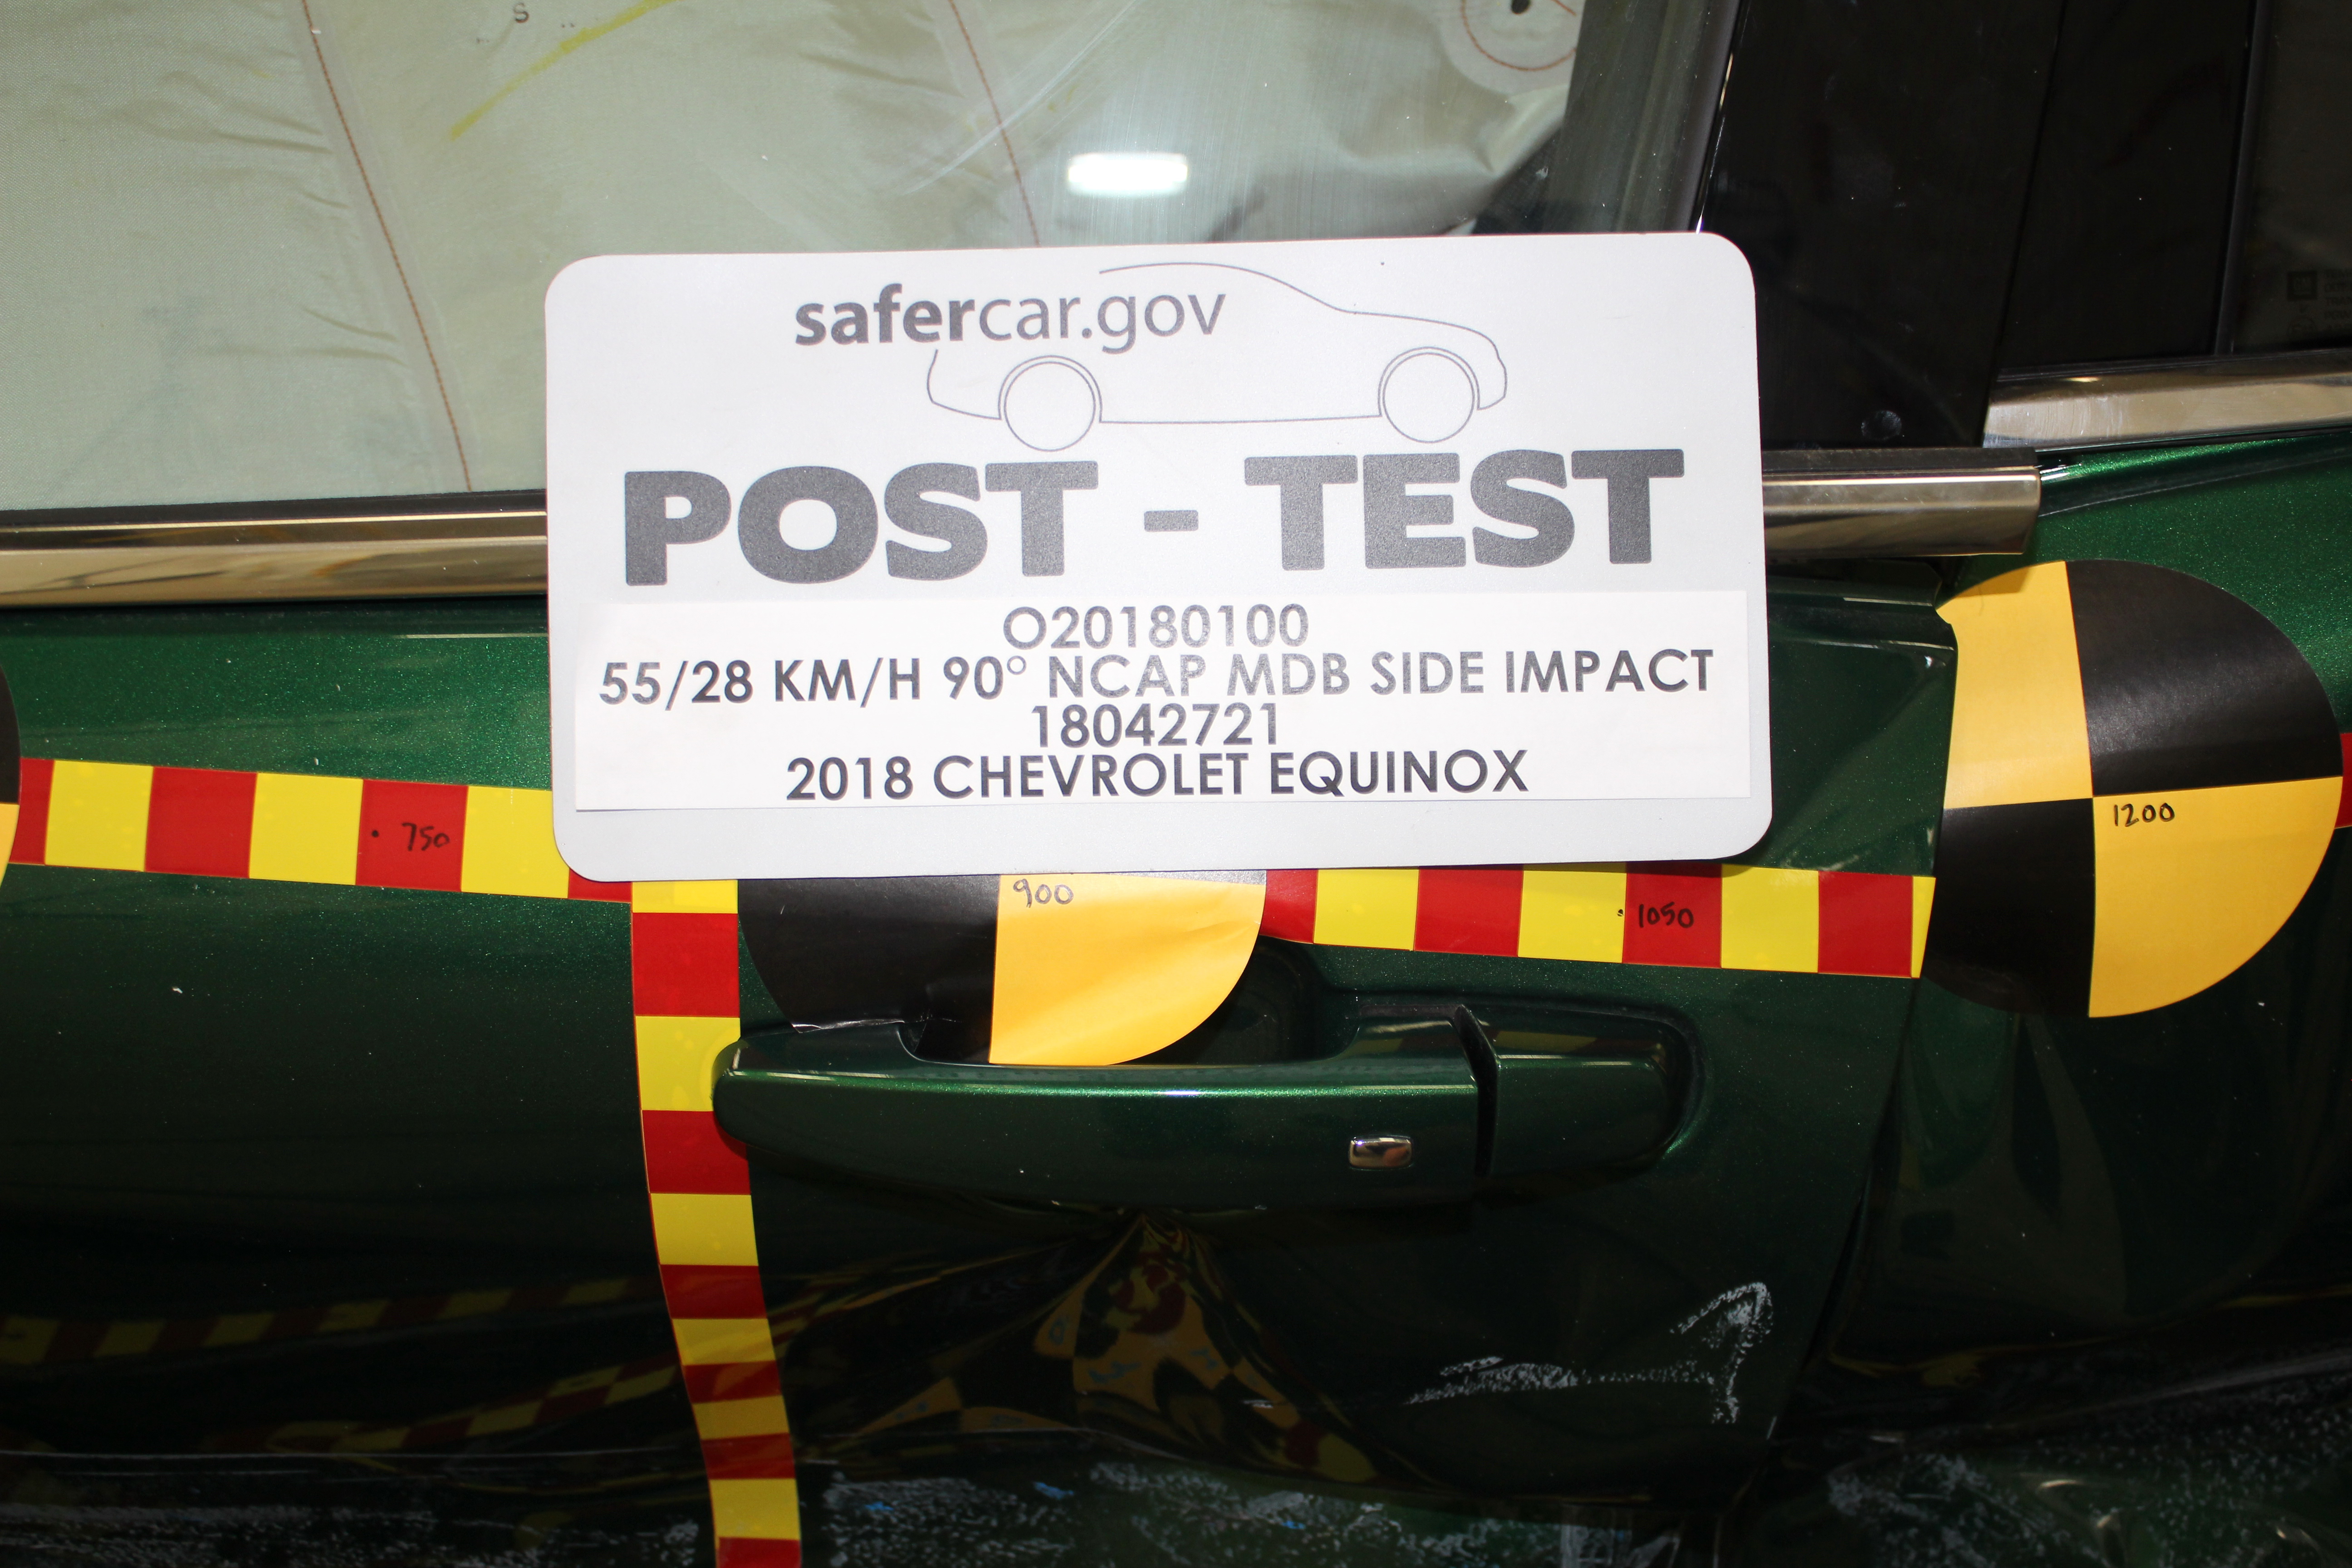 S
safercar.gov
POST - TEST
O20180100
55/28 KM/H 90° NCAP MDB SIDE IMPACT
18042721
2018 CHEVROLET EQUINOX
750
900
1050
1200